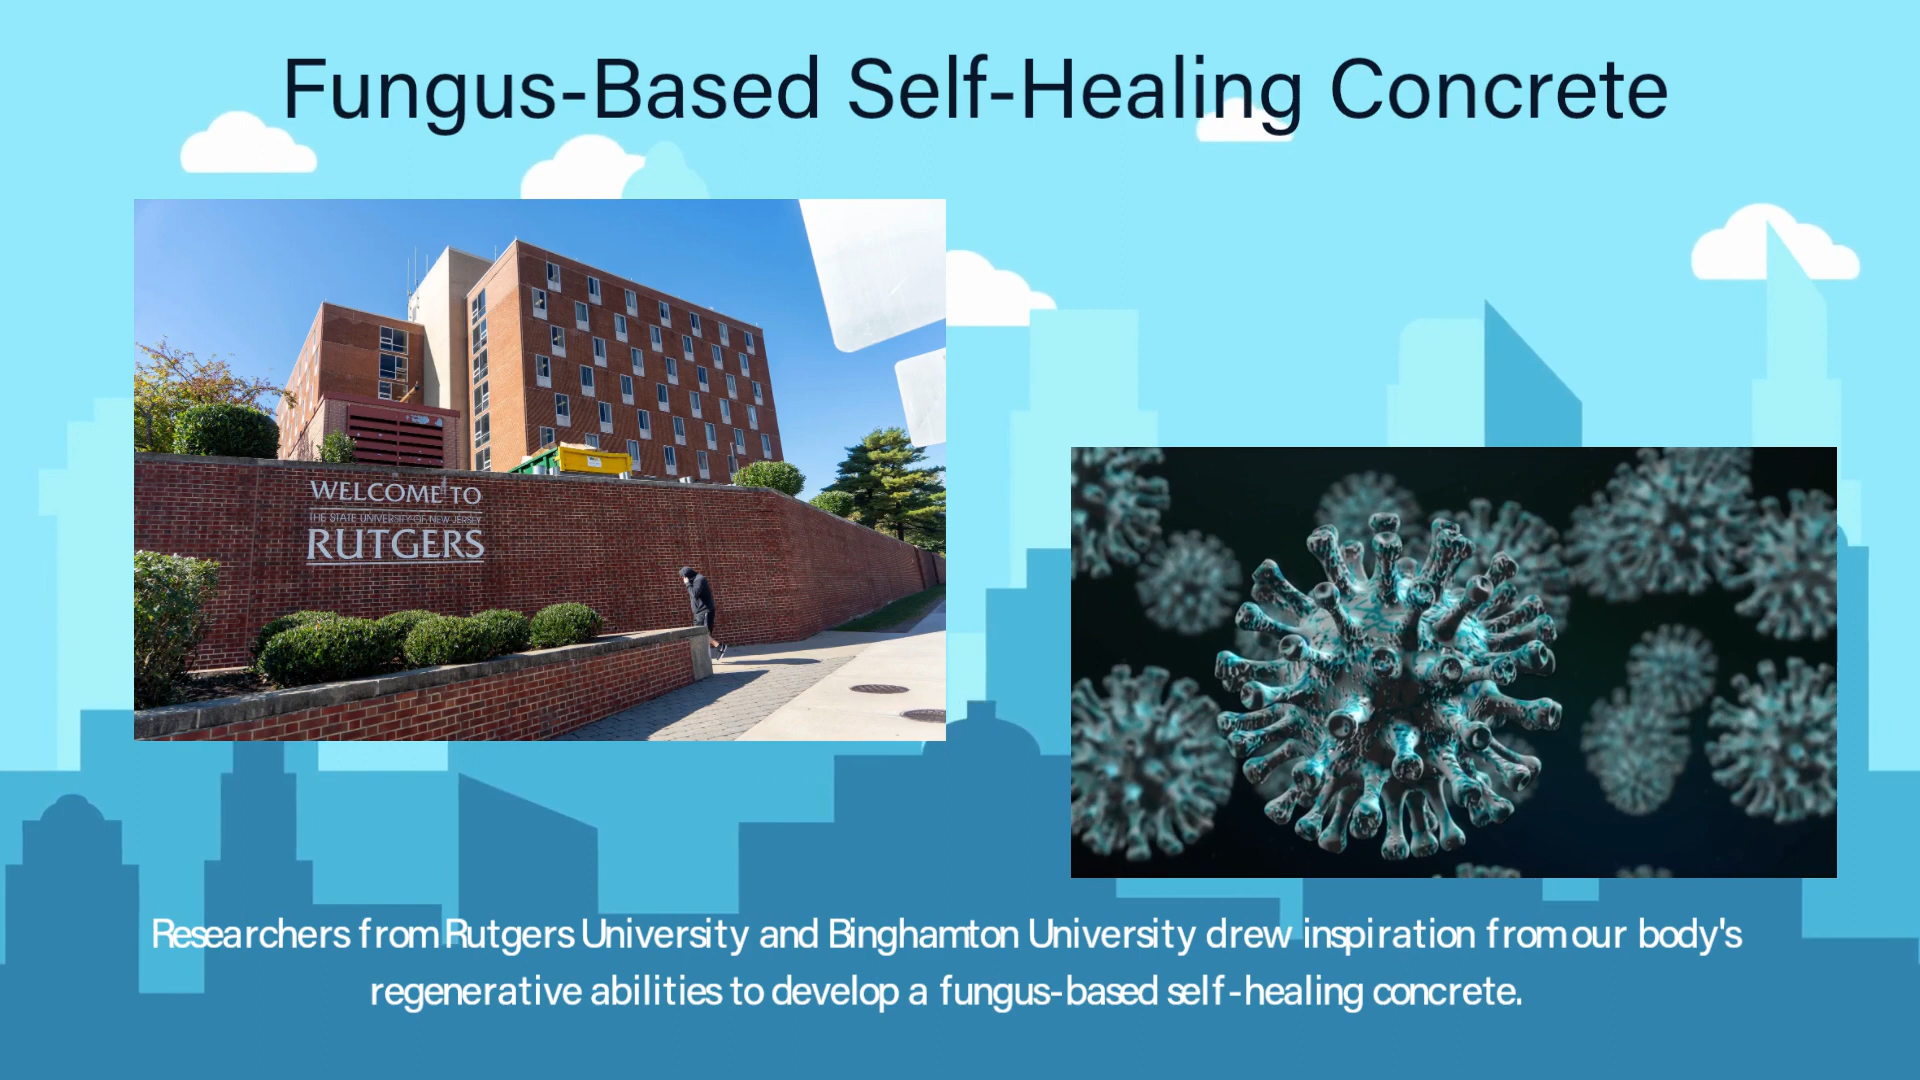 Fungus-Based Self-Healing Concrete
WELCOME TO
THE STATE UNIVERSITY OF NEW JERSEY
RUTGERS
Researchers from Rutgers University and Binghamton University drew inspiration from our body's
regenerative abilities to develop a fungus-based self-healing concrete.